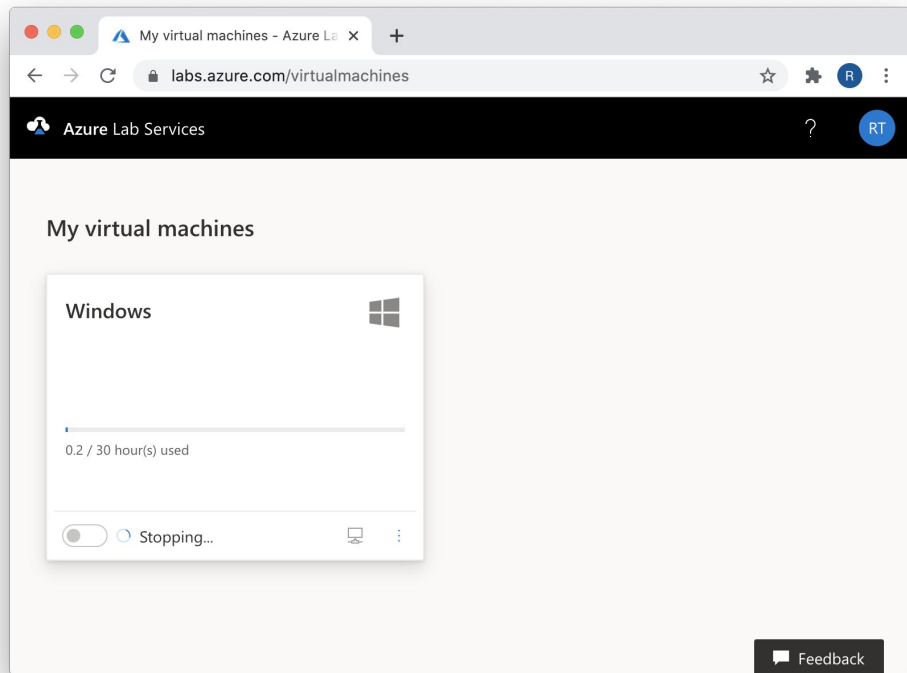 My virtual machines - Azure La
labs.azure.com/virtualmachines
R
Azure Lab Services
?
RT
My virtual machines
Windows
0.2 / 30 hour(s) used
Stopping...
Feedback